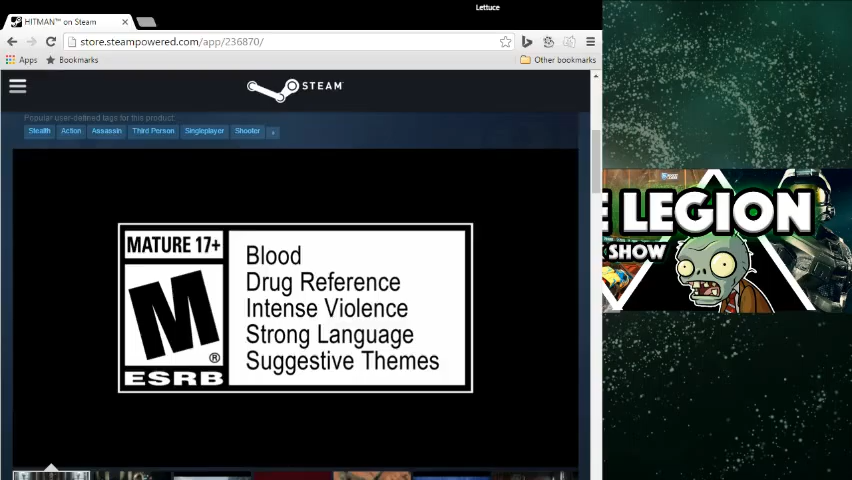 Lettuce
HITMAN™ on Steam
store.steampowered.com/app/236870/
Apps
Bookmarks
Other bookmarks
STEAM
Popular user-defined tags for this product:
Stealth
Action
Assassin
Third Person
Singleplayer
Shooter
+
MATURE 17+
M
®
ESRB
Blood
Drug Reference
Intense Violence
Strong Language
Suggestive Themes
LEGION
SHOW